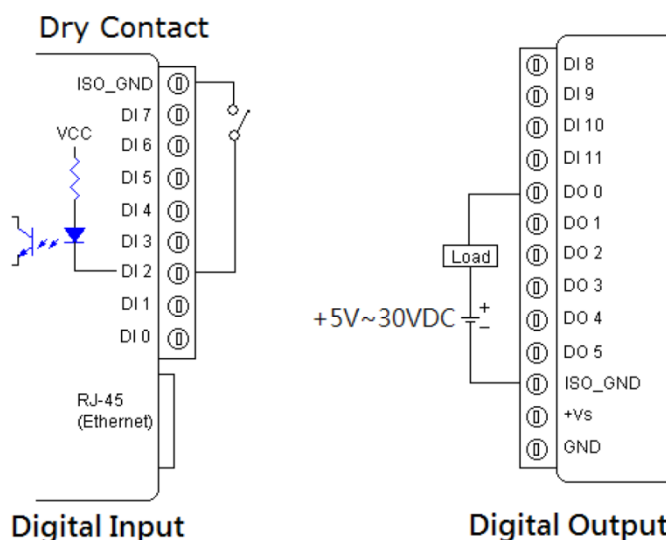 Dry Contact
ISO_GND
DI 7
VCC
DI 6
DI 5
DI 4
DI 3
DI 2
DI 1
DI 0
RJ-45
(Ethernet)
Digital Input
DI 8
DI 9
DI 10
DI 11
DO 0
DO 1
Load
DO 2
DO 3
+5V~30VDC
+
−
DO 4
DO 5
ISO_GND
+Vs
GND
Digital Output